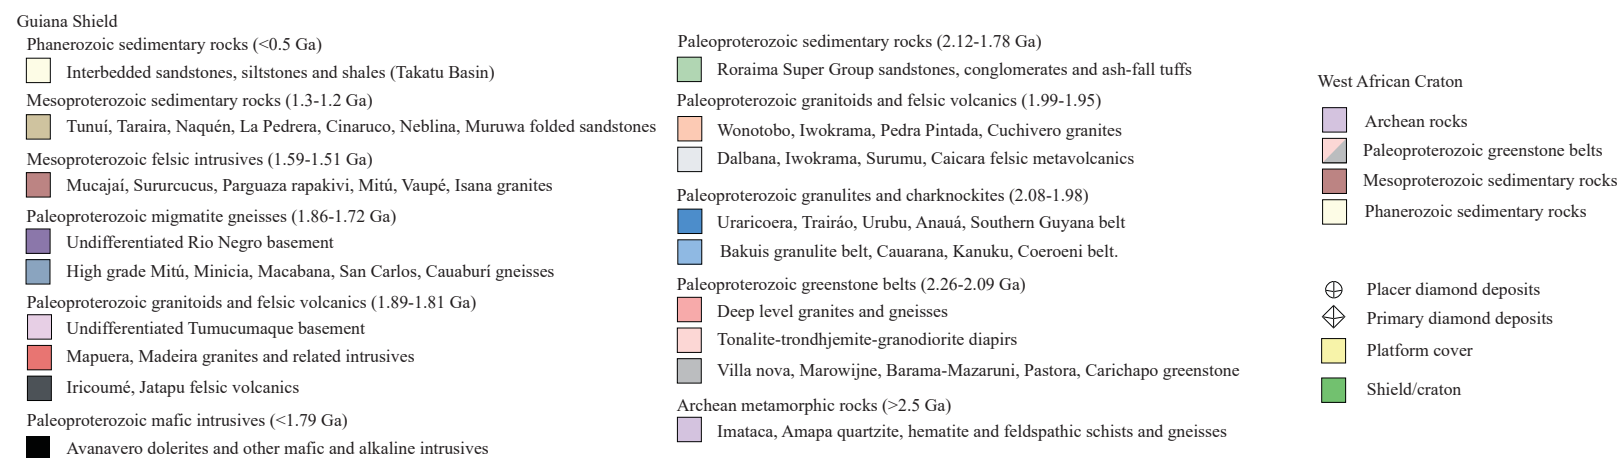 Guiana Shield
Phanerozoic sedimentary rocks (<0.5 Ga)
Interbedded sandstones, siltstones and shales (Takatu Basin)
Mesoproterozoic sedimentary rocks (1.3-1.2 Ga)
Tunuí, Taraira, Naquén, La Pedrera, Cinaruco, Neblina, Muruwa folded sandstones
Mesoproterozoic felsic intrusives (1.59-1.51 Ga)
Mucajaí, Sururcucus, Parguaza rapakivi, Mitú, Vaupé, Isana granites
Paleoproterozoic migmatite gneisses (1.86-1.72 Ga)
Undifferentiated Rio Negro basement
High grade Mitú, Minicia, Macabana, San Carlos, Cauaburí gneisses
Paleoproterozoic granitoids and felsic volcanics (1.89-1.81 Ga)
Undifferentiated Tumucumaque basement
Mapuera, Madeira granites and related intrusives
Iricoumé, Jatapu felsic volcanics
Paleoproterozoic mafic intrusives (<1.79 Ga)
Avanavero dolerites and other mafic and alkaline intrusives
Paleoproterozoic sedimentary rocks (2.12-1.78 Ga)
Roraima Super Group sandstones, conglomerates and ash-fall tuffs
Paleoproterozoic granitoids and felsic volcanics (1.99-1.95)
Wonotobo, Iwokrama, Pedra Pintada, Cuchivero granites
Dalbana, Iwokrama, Surumu, Caicara felsic metavolcanics
Paleoproterozoic granulites and charknockites (2.08-1.98)
Uraricoera, Trairáo, Urubu, Anauá, Southern Guyana belt
Bakuis granulite belt, Cauarana, Kanuku, Coeroeni belt.
Paleoproterozoic greenstone belts (2.26-2.09 Ga)
Deep level granites and gneisses
Tonalite-trondhjemite-granodiorite diapirs
Villa nova, Marowijne, Barama-Mazaruni, Pastora, Carichapo greenstone
Archean metamorphic rocks (>2.5 Ga)
Imataca, Amapa quartzite, hematite and feldspathic schists and gneisses
West African Craton
Archean rocks
Paleoproterozoic greenstone belts
Mesoproterozoic sedimentary rocks
Phanerozoic sedimentary rocks
Placer diamond deposits
Primary diamond deposits
Platform cover
Shield/craton